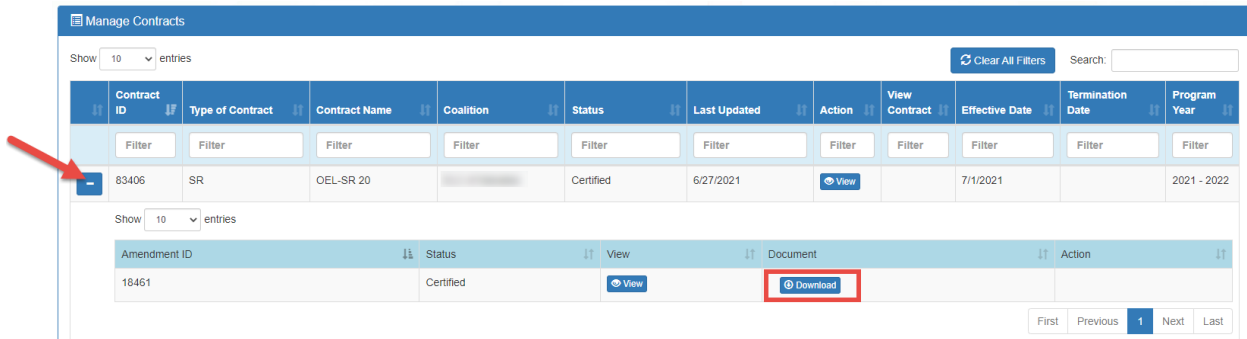 Manage Contracts
Show 10 entries Clear All Filters Search:
Contract ID Type of Contract Contract Name Coalition Status Last Updated Action View Contract Effective Date Termination Date Program Year
Filter Filter Filter Filter Filter Filter Filter Filter Filter Filter Filter
83406 SR OEL-SR 20 Certified 6/27/2021 View 7/1/2021 2021 - 2022
Show 10 entries
Amendment ID Status View Document Action
18461 Certified View Download
First Previous 1 Next Last